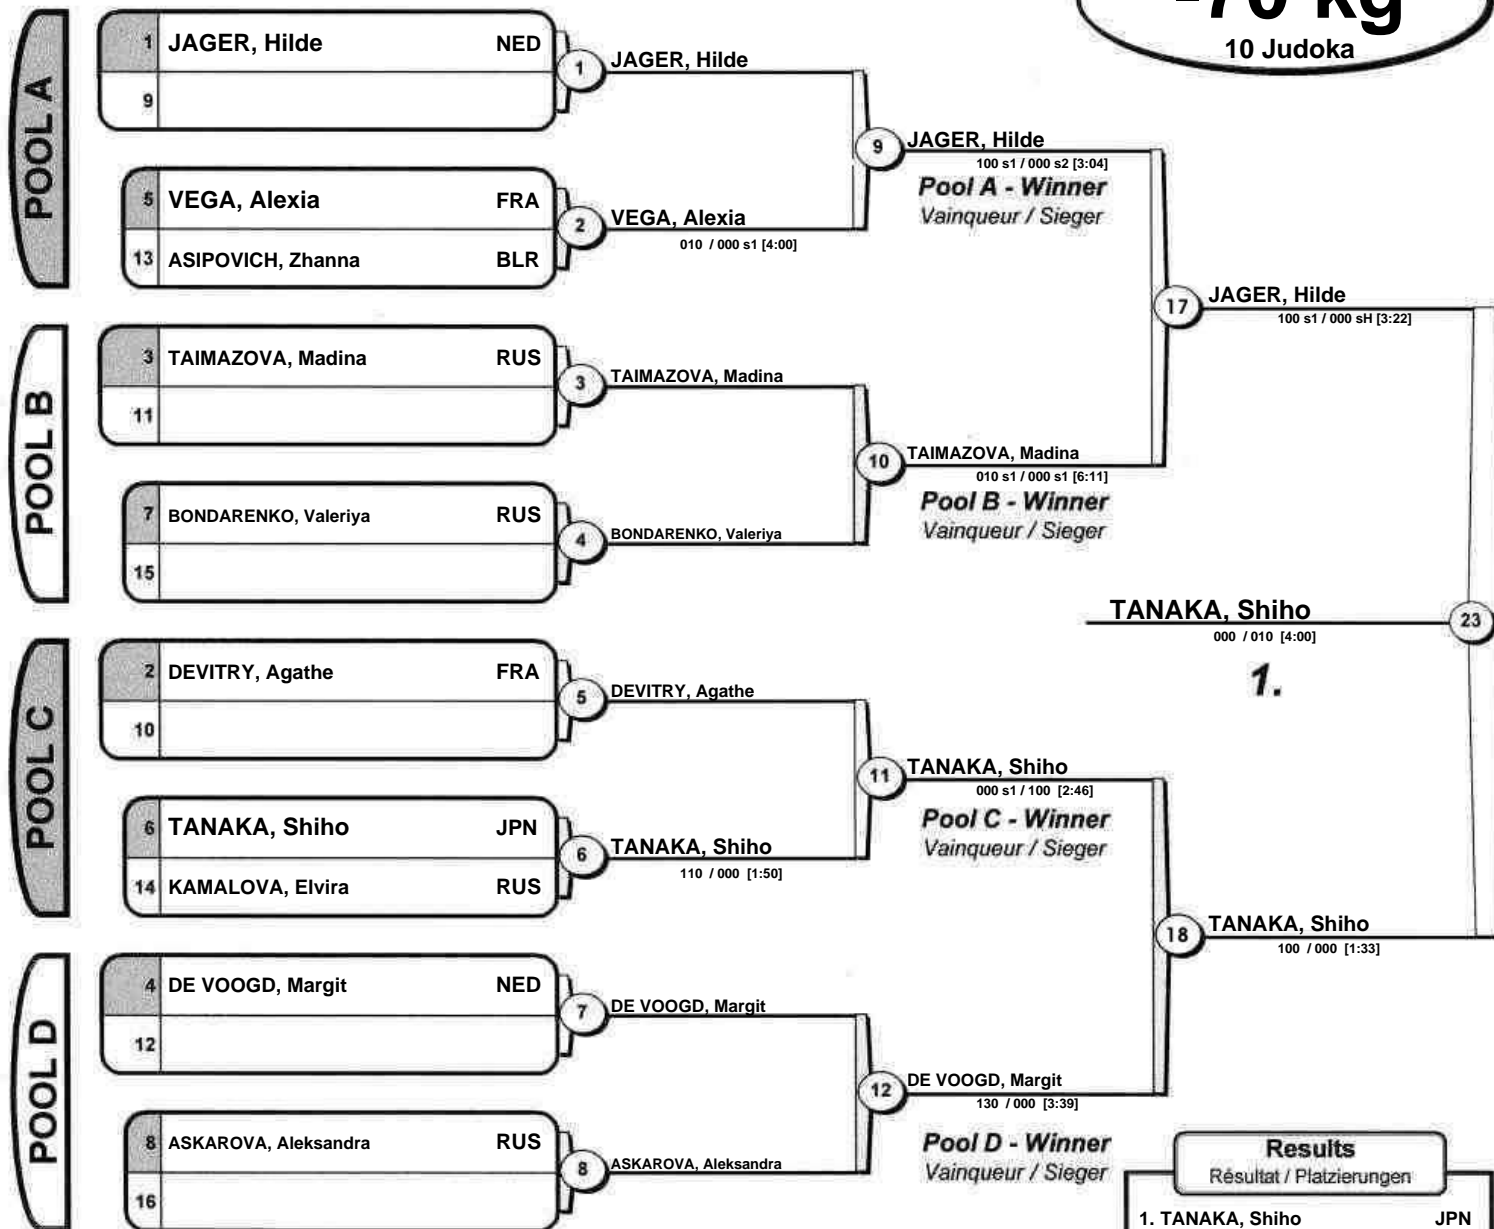 -70 kg
10 Judoka
POOL A
1 JAGER, Hilde NED
9
5 VEGA, Alexia FRA
13 ASIPOVICH, Zhanna BLR
1 JAGER, Hilde
2 VEGA, Alexia
010 / 000 s1 [4:00]
9 JAGER, Hilde
100 s1 / 000 s2 [3:04]
Pool A - Winner
Vainqueur / Sieger
POOL B
3 TAIMAZOVA, Madina RUS
11
7 BONDARENKO, Valeriya RUS
15
3 TAIMAZOVA, Madina
4 BONDARENKO, Valeriya
10 TAIMAZOVA, Madina
010 s1 / 000 s1 [6:11]
Pool B - Winner
Vainqueur / Sieger
17 JAGER, Hilde
100 s1 / 000 sH [3:22]
TANAKA, Shiho 23
000 / 010 [4:00]
1.
POOL C
2 DEVITRY, Agathe FRA
10
6 TANAKA, Shiho JPN
14 KAMALOVA, Elvira RUS
5 DEVITRY, Agathe
6 TANAKA, Shiho
110 / 000 [1:50]
11 TANAKA, Shiho
000 s1 / 100 [2:46]
Pool C - Winner
Vainqueur / Sieger
18 TANAKA, Shiho
100 / 000 [1:33]
POOL D
4 DE VOOGD, Margit NED
12
8 ASKAROVA, Aleksandra RUS
16
7 DE VOOGD, Margit
8 ASKAROVA, Aleksandra
12 DE VOOGD, Margit
130 / 000 [3:39]
Pool D - Winner
Vainqueur / Sieger
Results
Résultat / Platzierungen
1. TANAKA, Shiho JPN